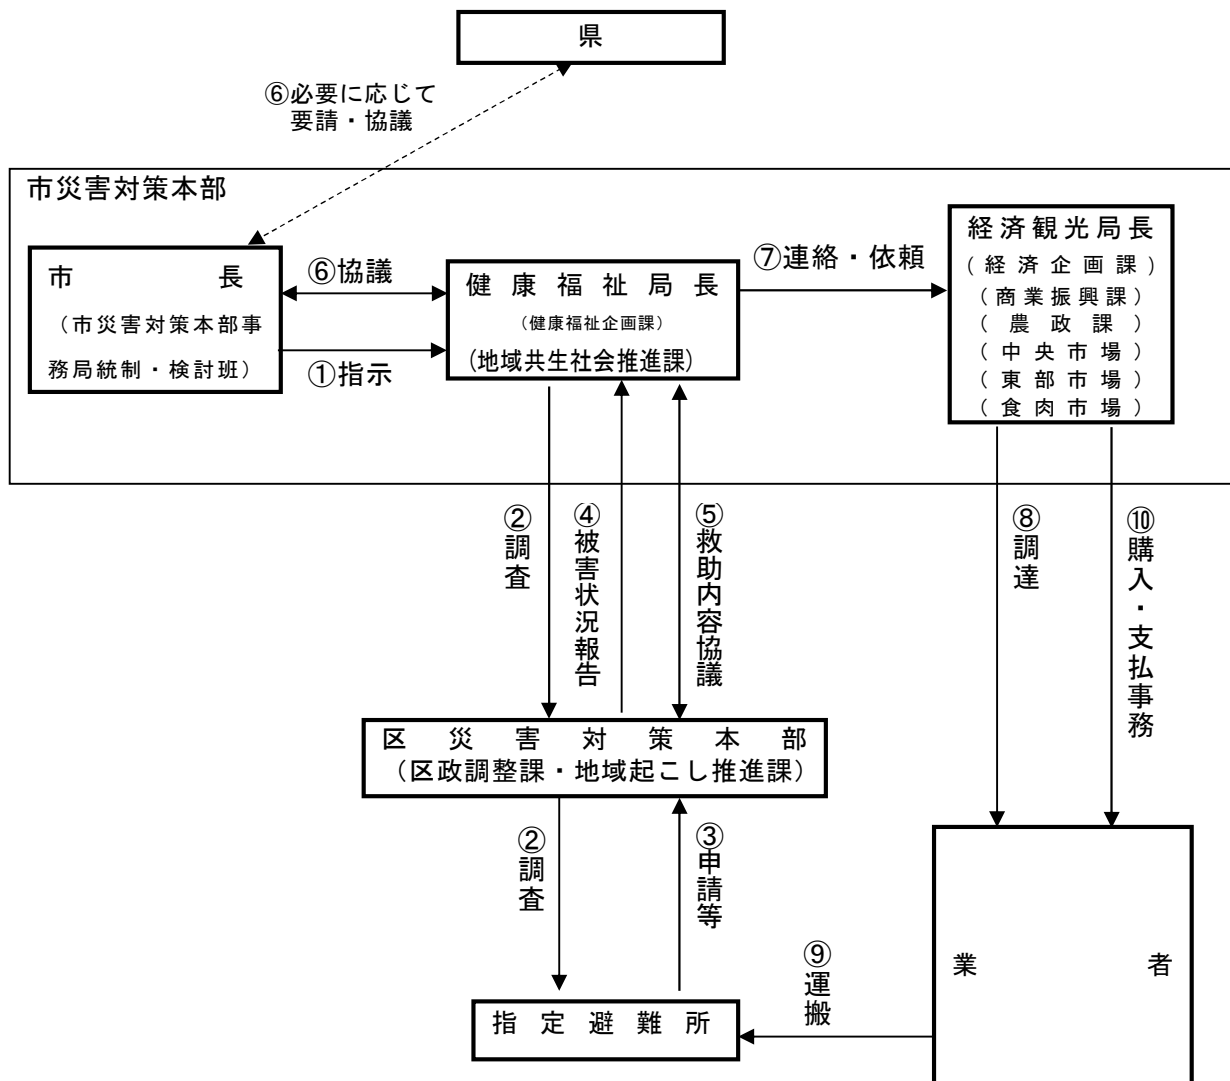 県
⑥必要に応じて
要請・協議
市災害対策本部
市長
（市災害対策本部事
務局統制・検討班）
⑥協議
①指示
健康福祉局長
（健康福祉企画課）
（地域共生社会推進課）
⑦連絡・依頼
経済観光局長
（経済企画課）
（商業振興課）
（農政課）
（中央市場）
（東部市場）
（食肉市場）
②調査
④被害状況報告
⑤救助内容協議
⑧調達
⑩購入・支払事務
区災害対策本部
（区政調整課・地域起こし推進課）
②調査
③申請等
⑨運搬
業者
指定避難所